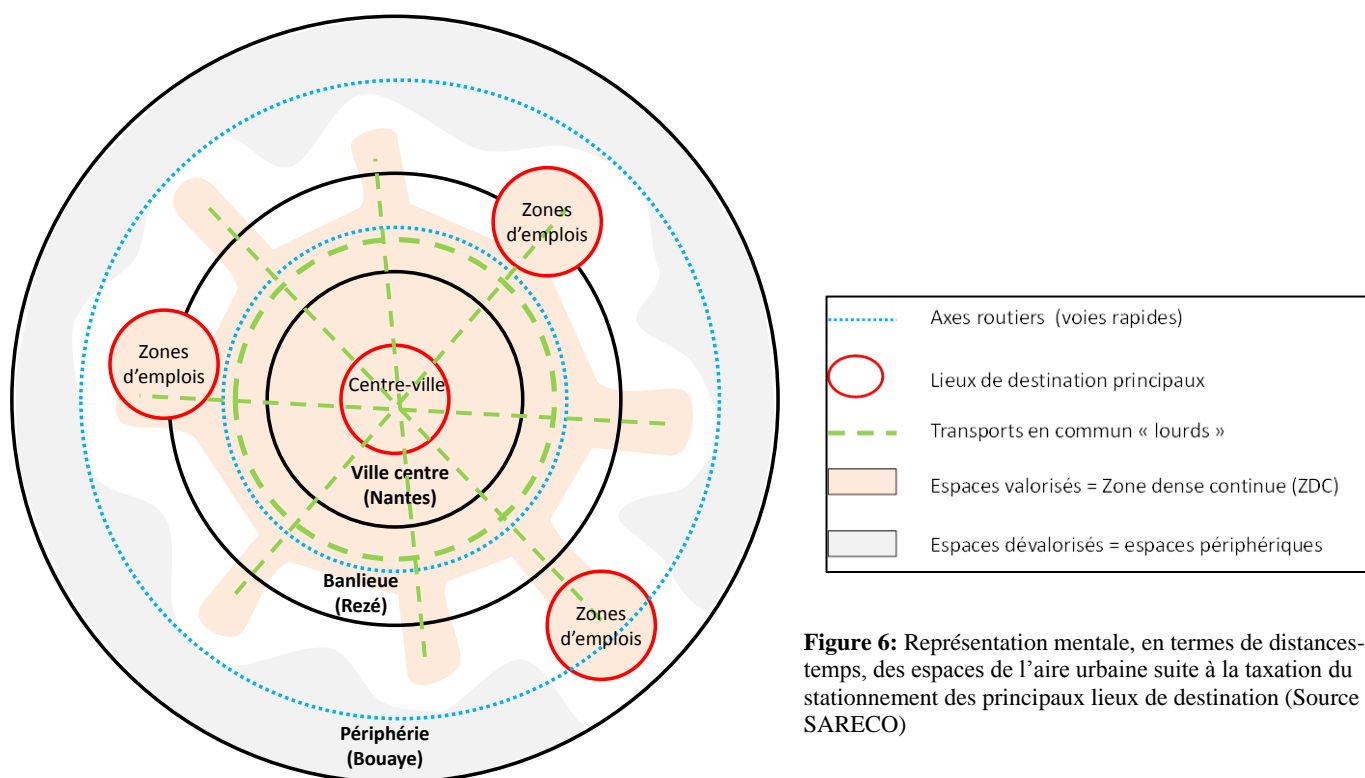 Zones
d'emplois
Zones
d'emplois
Centre-ville
Ville centre
(Nantes)
Banlieue
(Rezé)
Zones
d'emplois
Périphérie
(Bouaye)
Axes routiers (voies rapides)
Lieux de destination principaux
Transports en commun « lourds »
Espaces valorisés = Zone dense continue (ZDC)
Espaces dévalorisés = espaces périphériques
Figure 6: Représentation mentale, en termes de distances-
temps, des espaces de l'aire urbaine suite à la taxation du
stationnement des principaux lieux de destination (Source
SARECO)